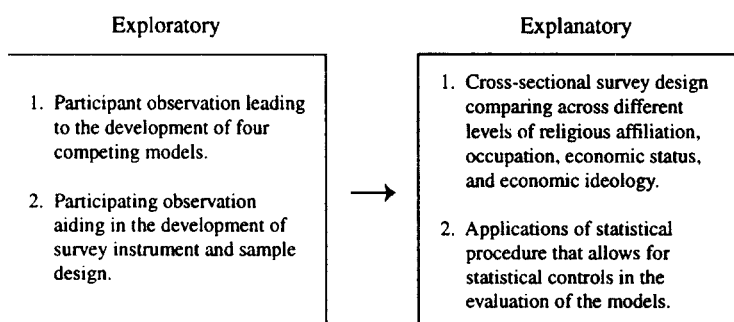 Exploratory
1. Participant observation leading
to the development of four
competing models.
2. Participating observation
aiding in the development of
survey instrument and sample
design.
Explanatory
1. Cross-sectional survey design
comparing across different
levels of religious affiliation,
occupation, economic status,
and economic ideology.
2. Applications of statistical
procedure that allows for
statistical controls in the
evaluation of the models.